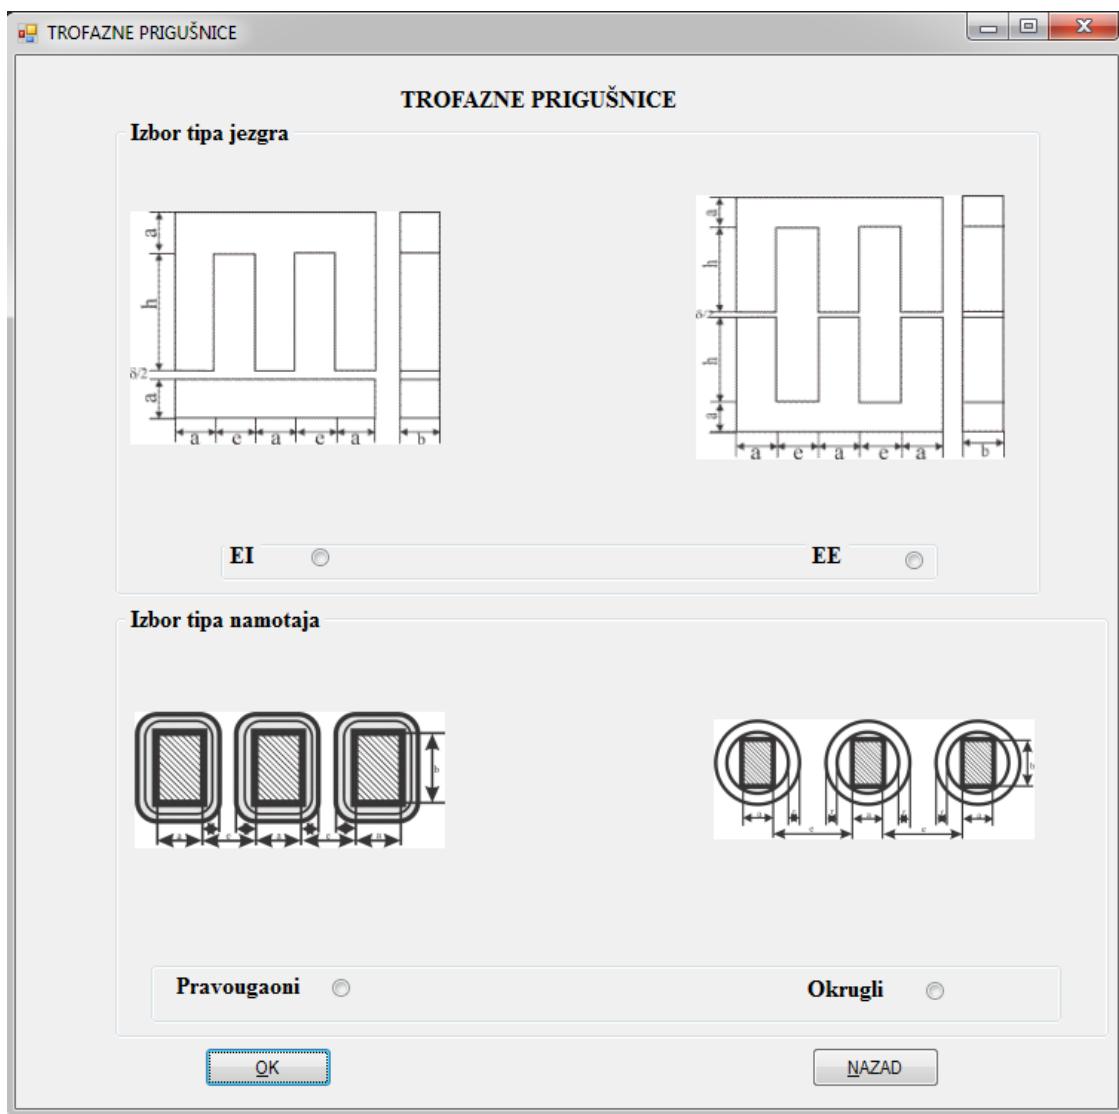 TROFAZNE PRIGUŠNICE
TROFAZNE PRIGUŠNICE
Izbor tipa jezgra
a
h
δ/2
a
a e a e a b
a
h
δ/2
h
a
a e a e a b
EI
EE
Izbor tipa namotaja
b
a e a e a
b
a r r a r r a
e e
Pravougaoni
Okrugli
OK
NAZAD